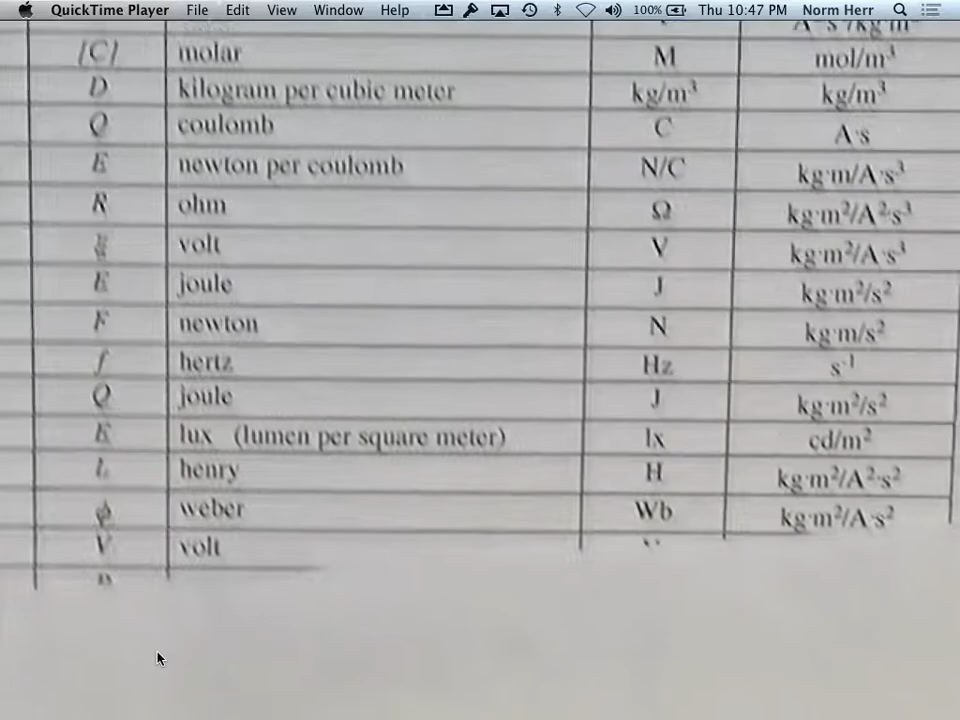 QuickTime Player File Edit View Window Help 100% Thu 10:47 PM Norm Herr
[C] molar M mol/m³
D kilogram per cubic meter kg/m³ kg/m³
Q coulomb C A·s
E newton per coulomb N/C kg·m/A·s³
R ohm Ω kg·m²/A²·s³
volt V kg·m²/A·s³
E joule J kg·m²/s²
F newton N kg·m/s²
f hertz Hz s⁻¹
Q joule J kg·m²/s²
E lux (lumen per square meter) lx cd/m²
L henry H kg·m²/A²·s²
ϕ weber Wb kg·m²/A·s²
V volt